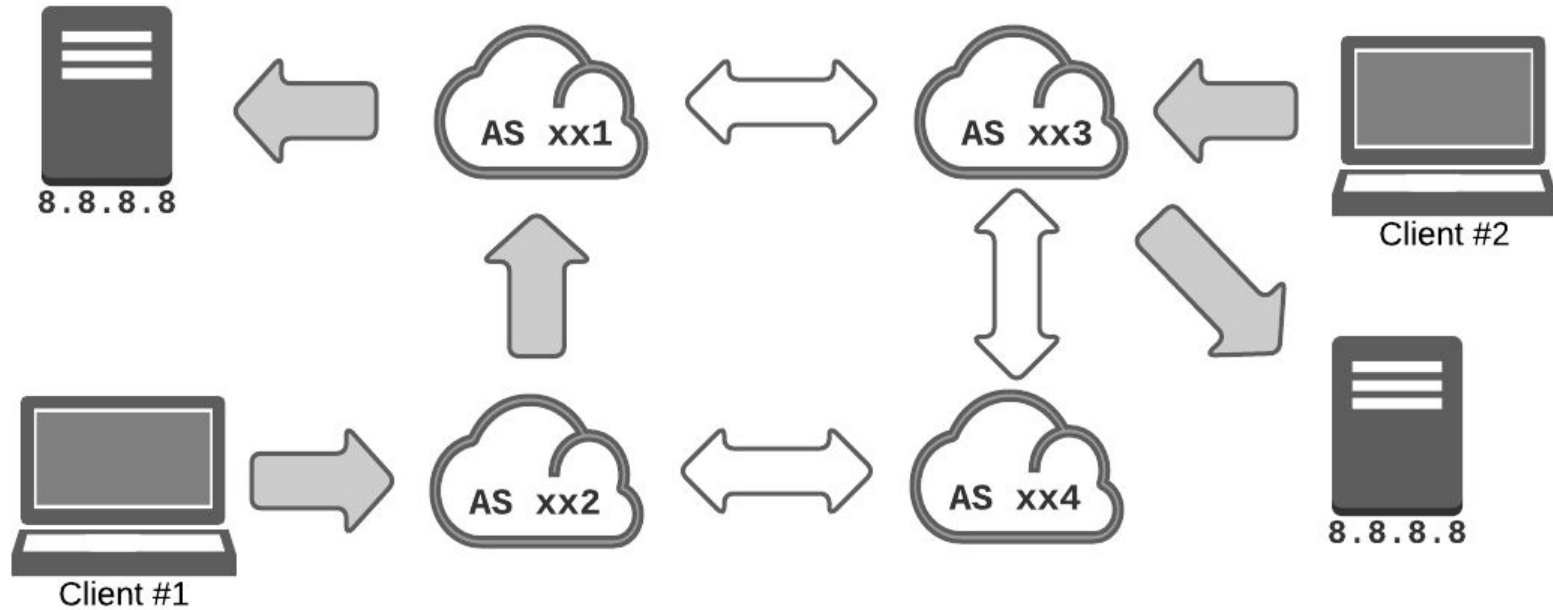 AS xx1
AS xx3
8.8.8.8
Client #2
AS xx2
AS xx4
8.8.8.8
Client #1